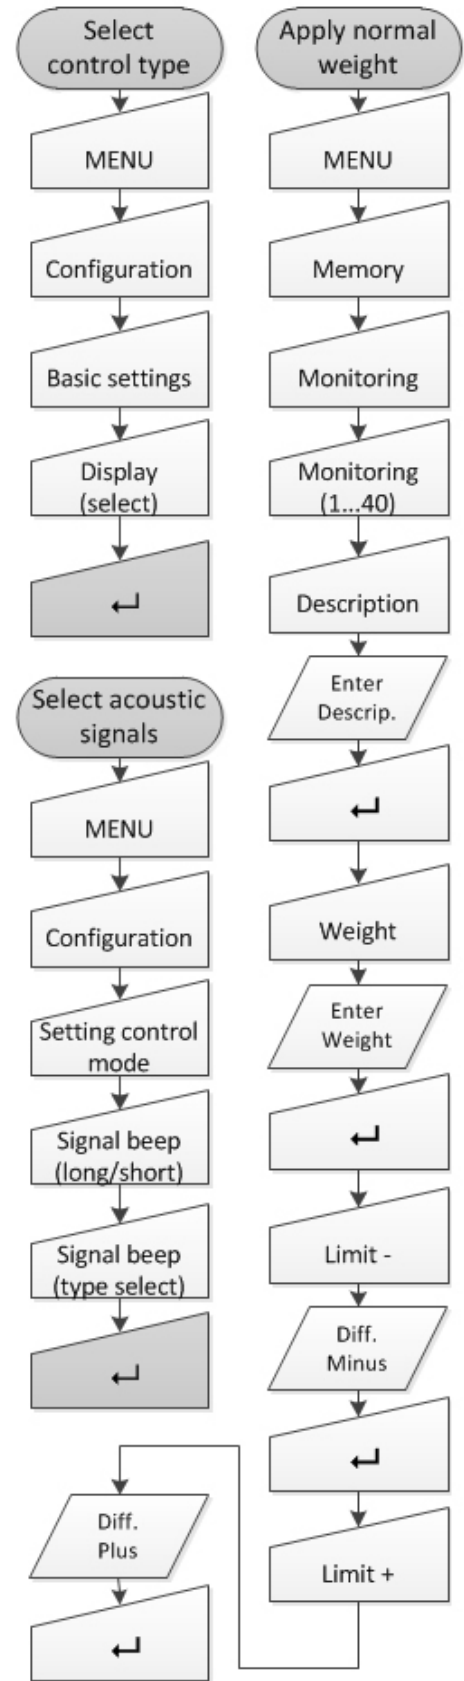 Select
control type
MENU
Configuration
Basic settings
Display
(select)
↵
Select acoustic
signals
MENU
Configuration
Setting control
mode
Signal beep
(long/short)
Signal beep
(type select)
↵
Apply normal
weight
MENU
Memory
Monitoring
Monitoring
(1...40)
Description
Enter
Descrip.
↵
Weight
Enter
Weight
↵
Limit -
Diff.
Minus
↵
Limit +
Diff.
Plus
↵